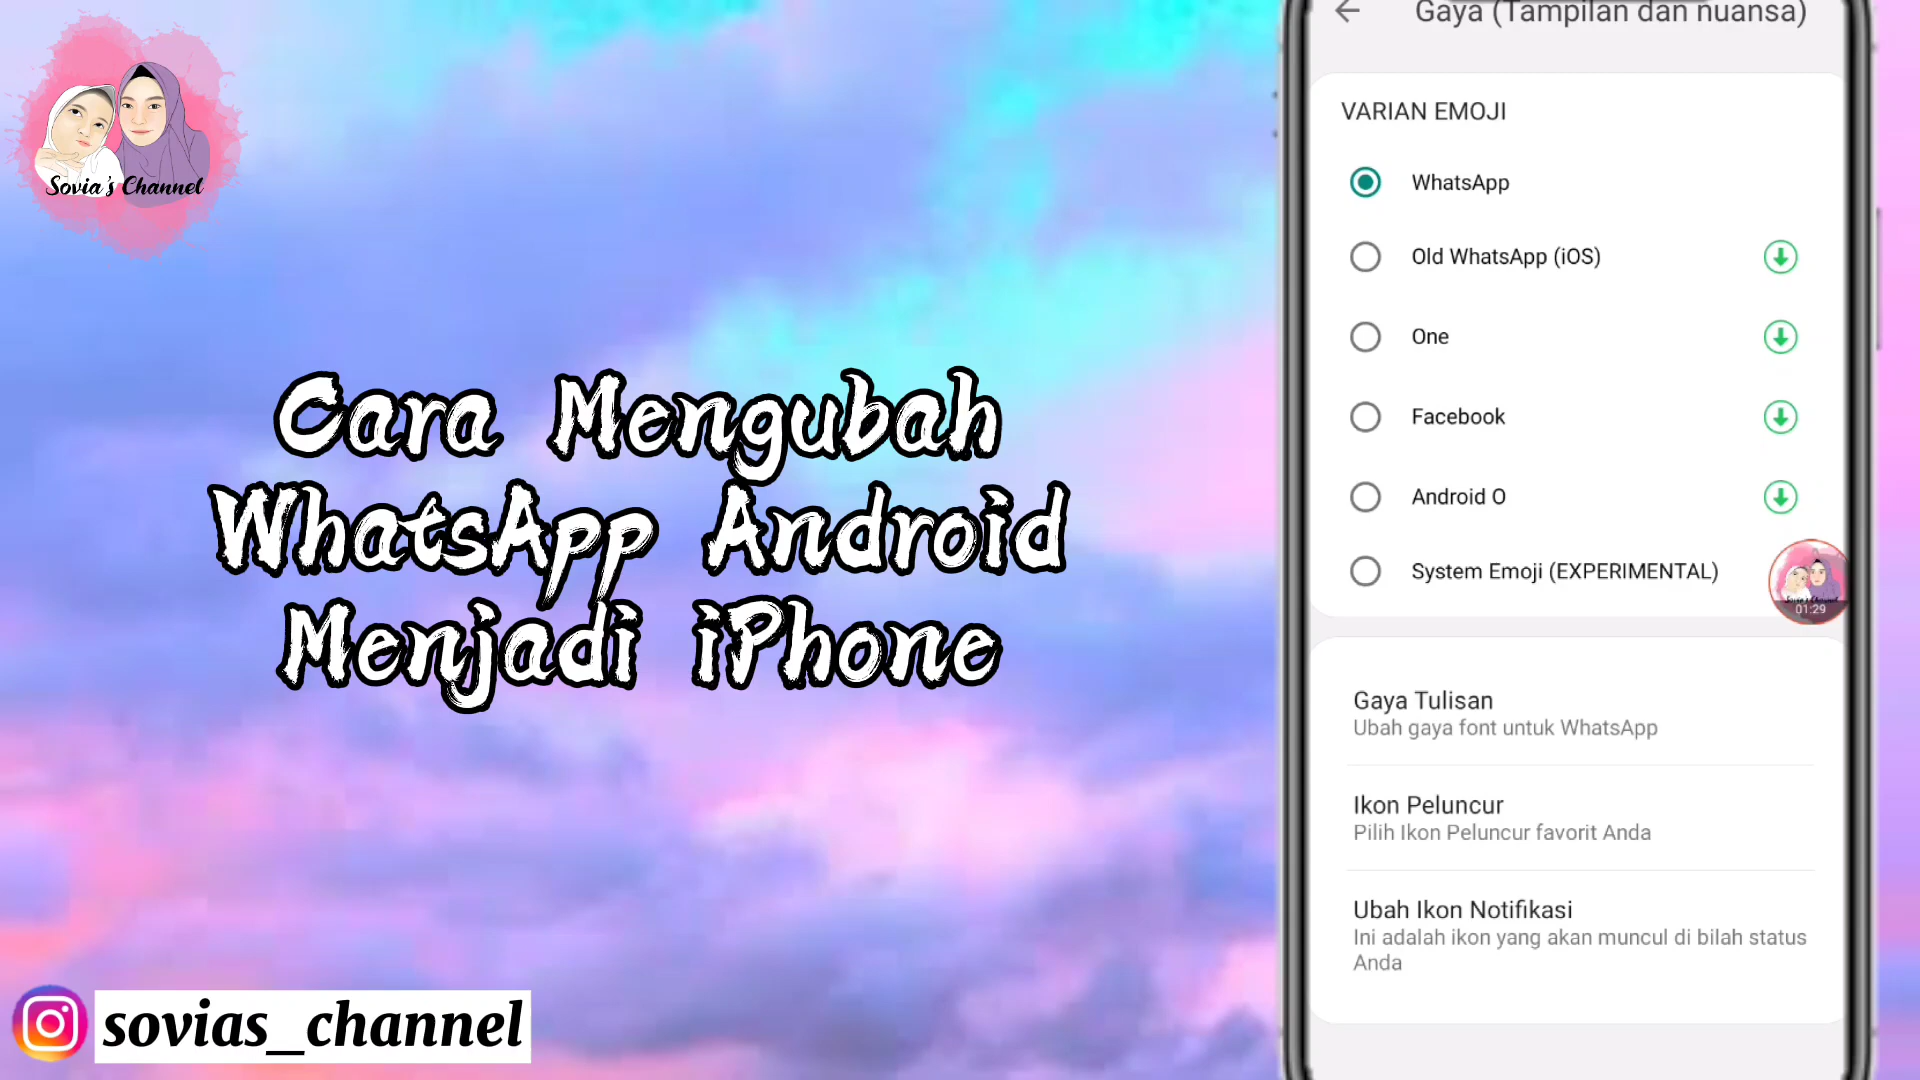 Sovia's Channel
Cara Mengubah
WhatsApp Android
Menjadi iPhone
sovias_channel
Gaya (Tampilan dan nuansa)
VARIAN EMOJI
WhatsApp
Old WhatsApp (iOS)
One
Facebook
Android O
System Emoji (EXPERIMENTAL)
01:29
Gaya Tulisan
Ubah gaya font untuk WhatsApp
Ikon Peluncur
Pilih Ikon Peluncur favorit Anda
Ubah Ikon Notifikasi
Ini adalah ikon yang akan muncul di bilah status
Anda